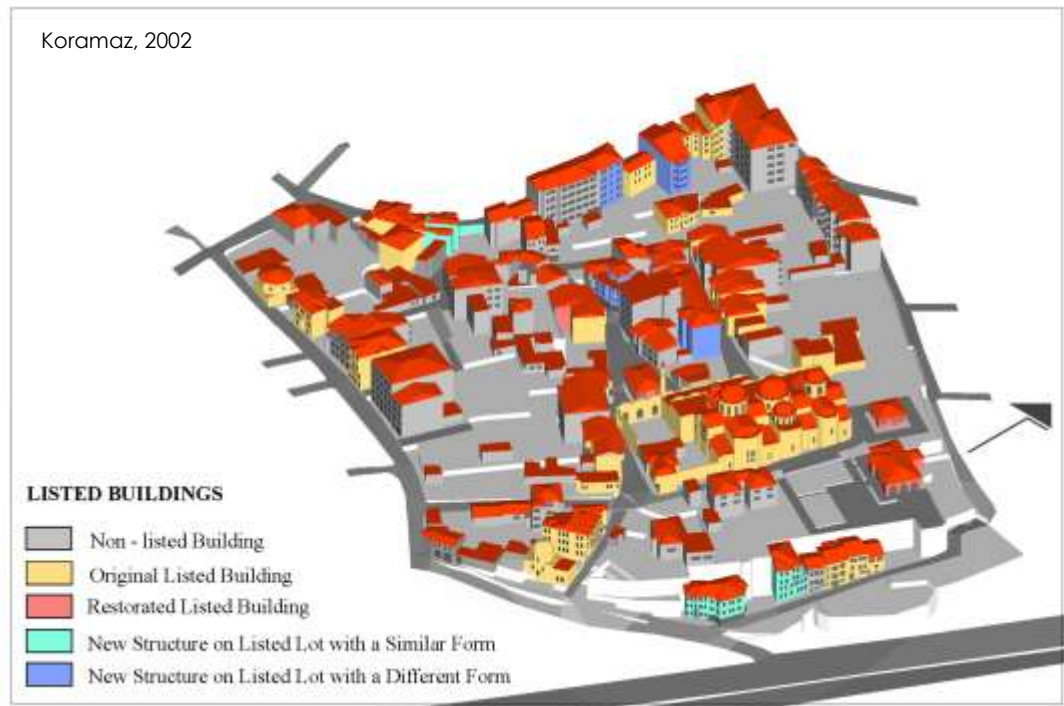 Koramaz, 2002
LISTED BUILDINGS
Non - listed Building
Original Listed Building
Restorated Listed Building
New Structure on Listed Lot with a Similar Form
New Structure on Listed Lot with a Different Form